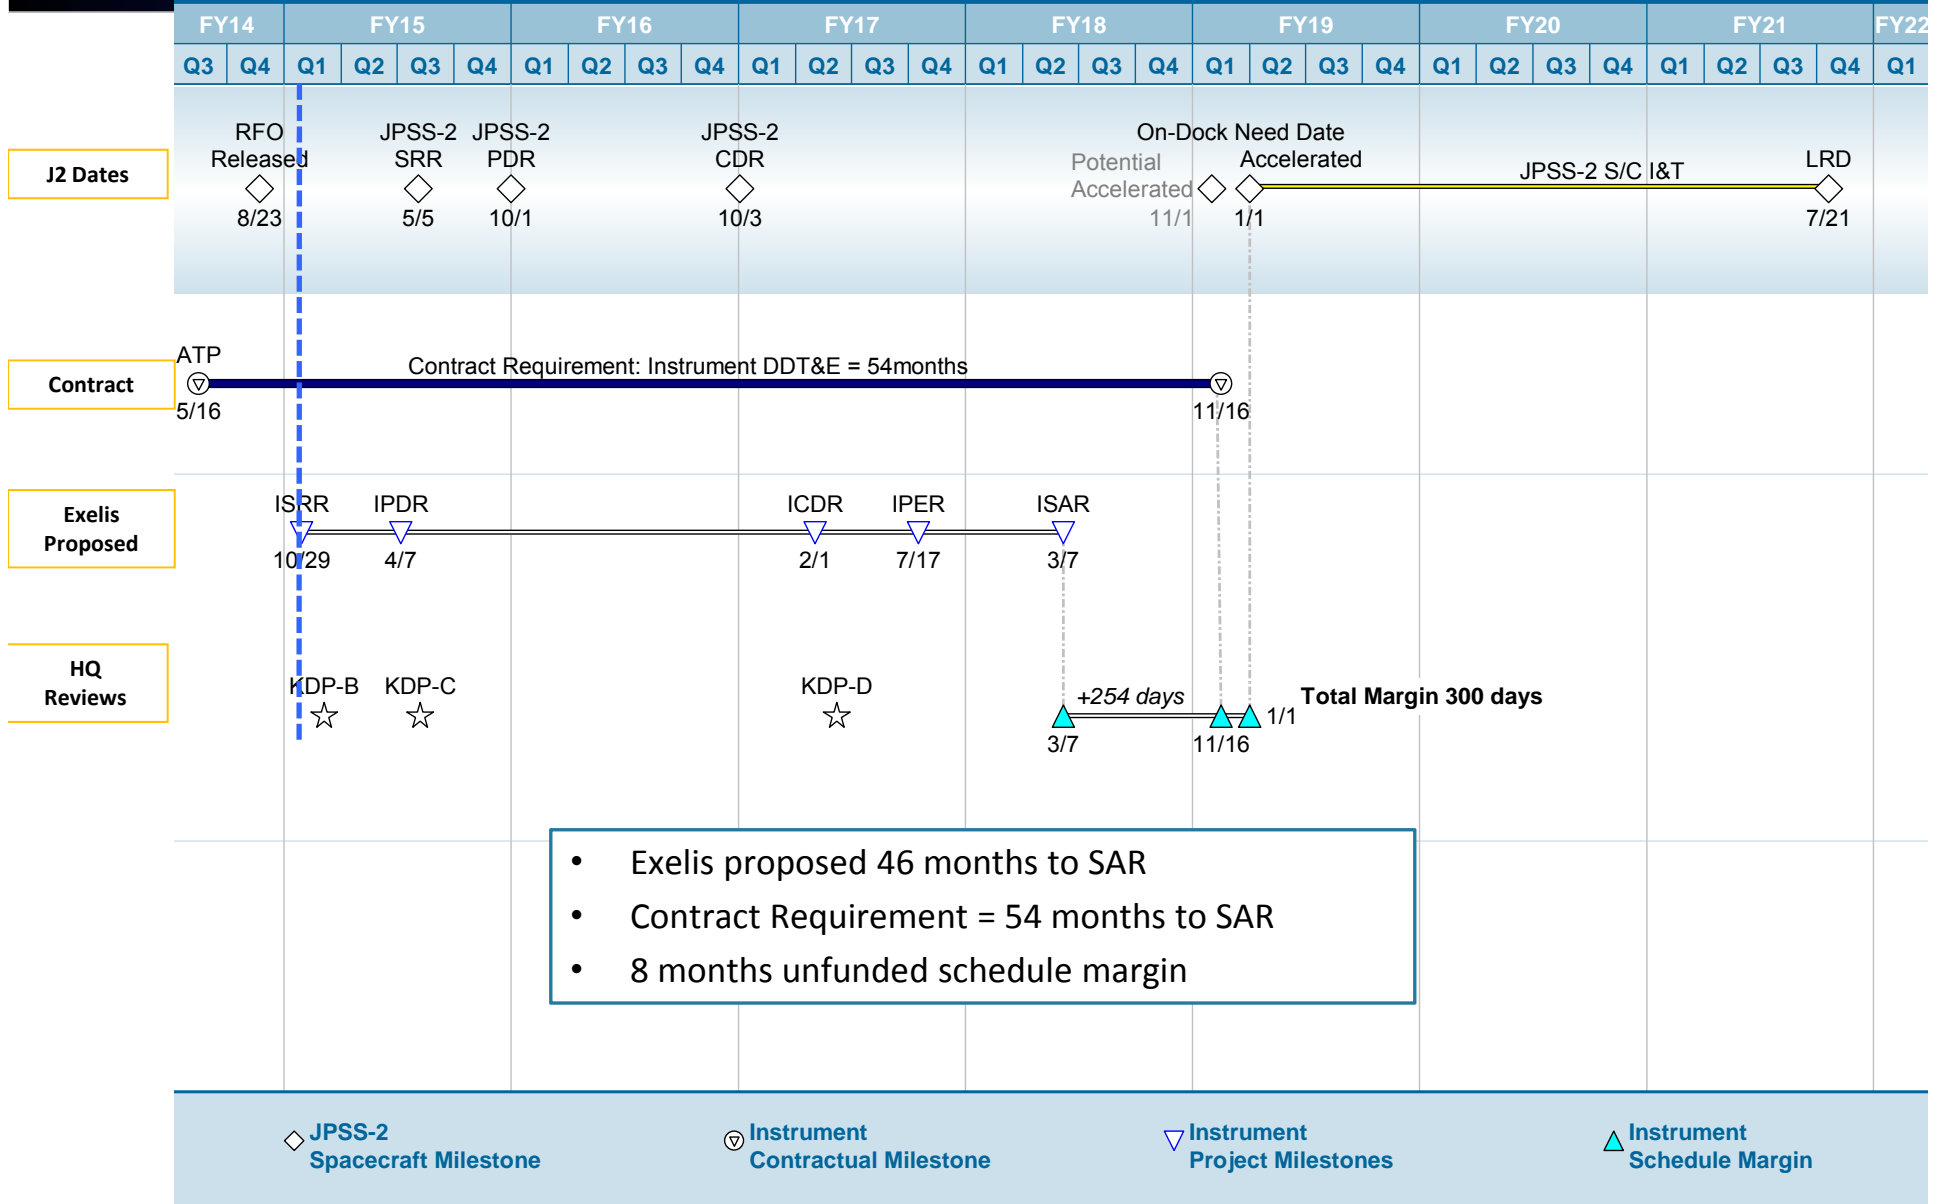 FY14 FY15 FY16 FY17 FY18 FY19 FY20 FY21 FY22
Q3 Q4 Q1 Q2 Q3 Q4 Q1 Q2 Q3 Q4 Q1 Q2 Q3 Q4 Q1 Q2 Q3 Q4 Q1 Q2 Q3 Q4 Q1 Q2 Q3 Q4 Q1 Q2 Q3 Q4 Q1
J2 Dates
RFO
Released
8/23
JPSS-2
SRR
5/5
JPSS-2
PDR
10/1
JPSS-2
CDR
10/3
On-Dock Need Date
Potential
Accelerated
11/1
Accelerated
1/1
JPSS-2 S/C I&T
LRD
7/21
Contract
ATP
5/16
Contract Requirement: Instrument DDT&E = 54months
11/16
Exelis
Proposed
ISRR
10/29
IPDR
4/7
ICDR
2/1
IPER
7/17
ISAR
3/7
HQ
Reviews
KDP-B
KDP-C
KDP-D
+254 days
3/7
11/16
1/1
Total Margin 300 days
• Exelis proposed 46 months to SAR
• Contract Requirement = 54 months to SAR
• 8 months unfunded schedule margin
JPSS-2
Spacecraft Milestone
Instrument
Contractual Milestone
Instrument
Project Milestones
Instrument
Schedule Margin